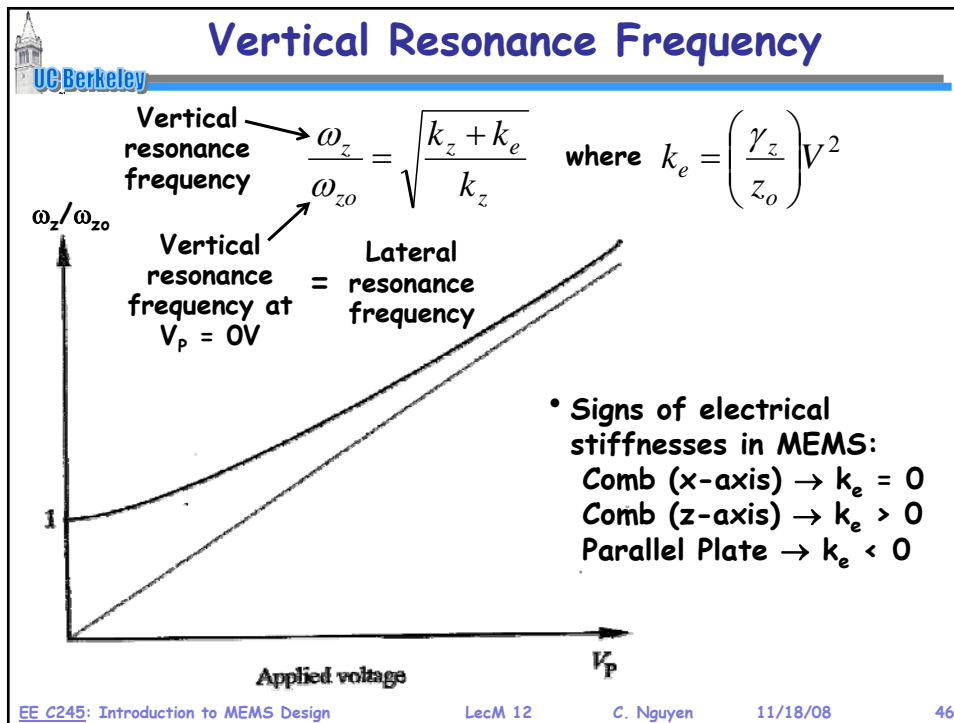 Vertical Resonance Frequency
UC Berkeley
Vertical
resonance
frequency
ω_z/ω_zo = √((k_z + k_e)/k_z) where k_e = (γ_z/z_o)V²
ω_z/ω_zo
Vertical
resonance
frequency at
V_P = 0V
=
Lateral
resonance
frequency
• Signs of electrical
stiffnesses in MEMS:
Comb (x-axis) → k_e = 0
Comb (z-axis) → k_e > 0
Parallel Plate → k_e < 0
1
Applied voltage
V_P
EE C245: Introduction to MEMS Design LecM 12 C. Nguyen 11/18/08 46